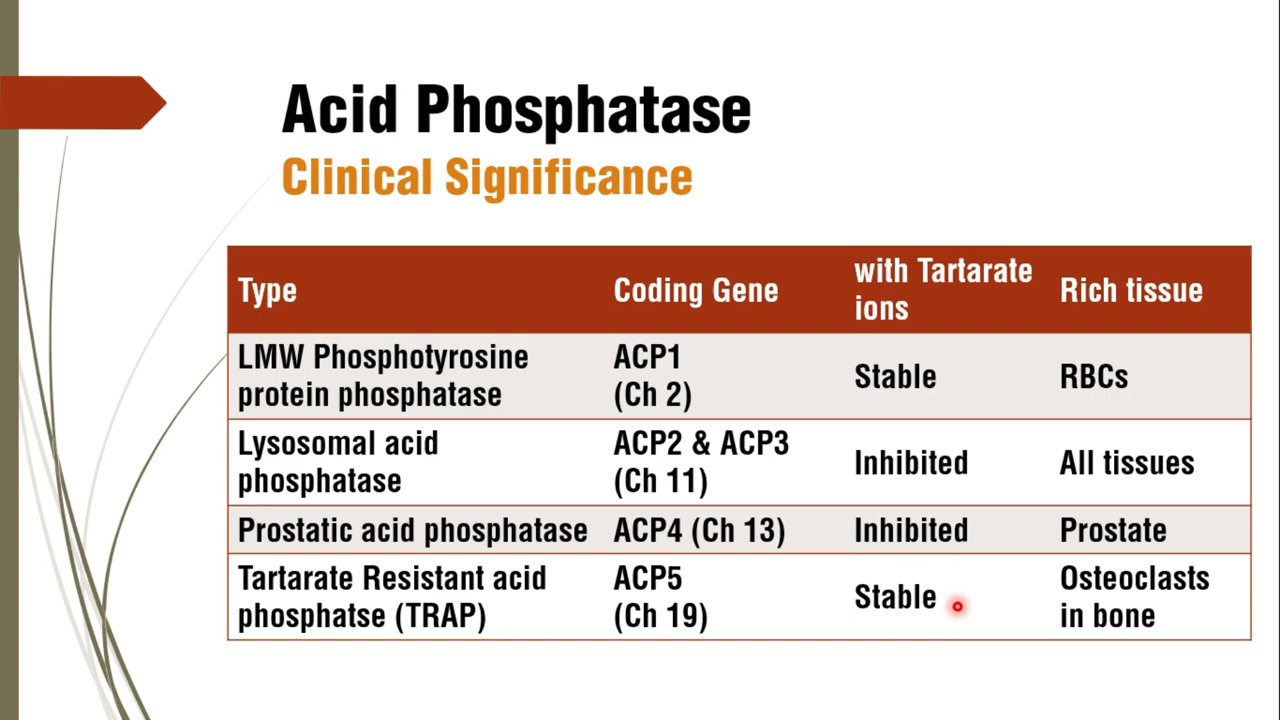 Acid Phosphatase
Clinical Significance
Type
Coding Gene
with Tartarate
ions
Rich tissue
LMW Phosphotyrosine
protein phosphatase
ACP1
(Ch 2)
Stable
RBCs
Lysosomal acid
phosphatase
ACP2 & ACP3
(Ch 11)
Inhibited
All tissues
Prostatic acid phosphatase
ACP4 (Ch 13)
Inhibited
Prostate
Tartarate Resistant acid
phosphatse (TRAP)
ACP5
(Ch 19)
Stable
Osteoclasts
in bone